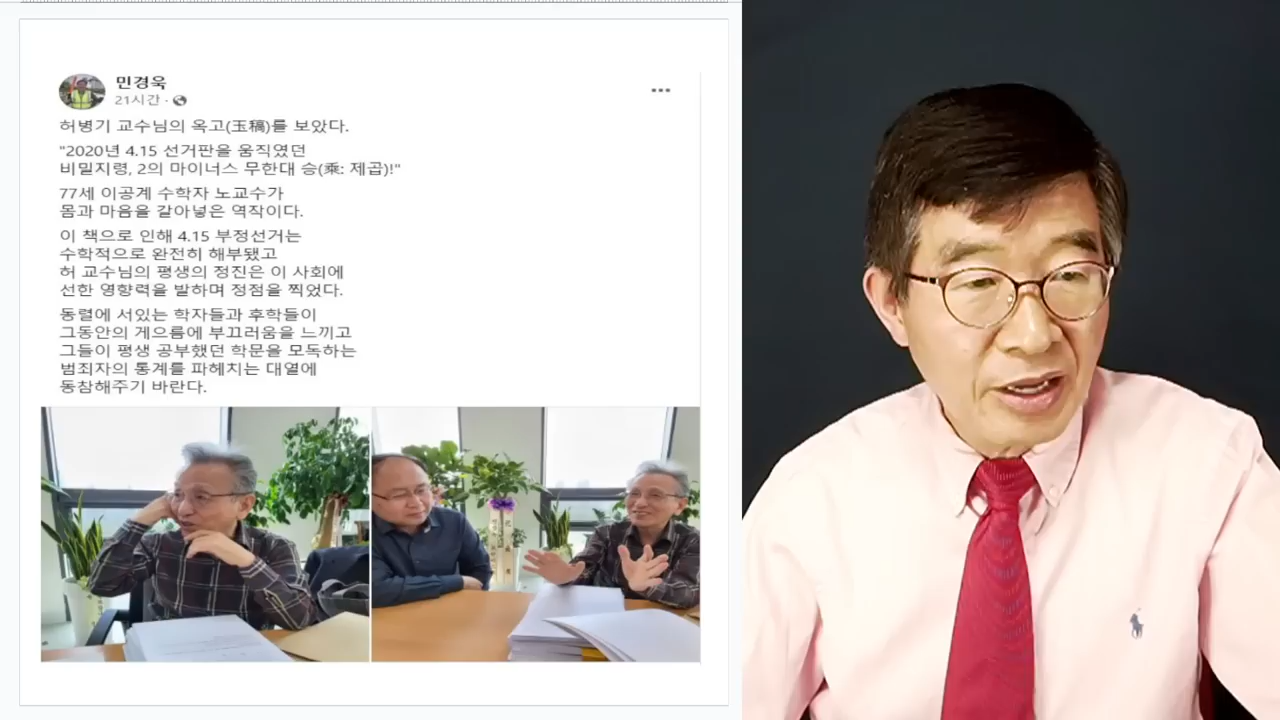 민경욱
21시간 ·
허병기 교수님의 옥고(玉稿)를 보았다.
"2020년 4.15 선거판을 움직였던
비밀지령, 2의 마이너스 무한대 승(乘: 제곱)!"
77세 이공계 수학자 노교수가
몸과 마음을 갈아넣은 역작이다.
이 책으로 인해 4.15 부정선거는
수학적으로 완전히 해부됐고
허 교수님의 평생의 정진은 이 사회에
선한 영향력을 발하며 정점을 찍었다.
동렬에 서있는 학자들과 후학들이
그동안의 게으름에 부끄러움을 느끼고
그들이 평생 공부했던 학문을 모독하는
범죄자의 통계를 파헤치는 대열에
동참해주기 바란다.